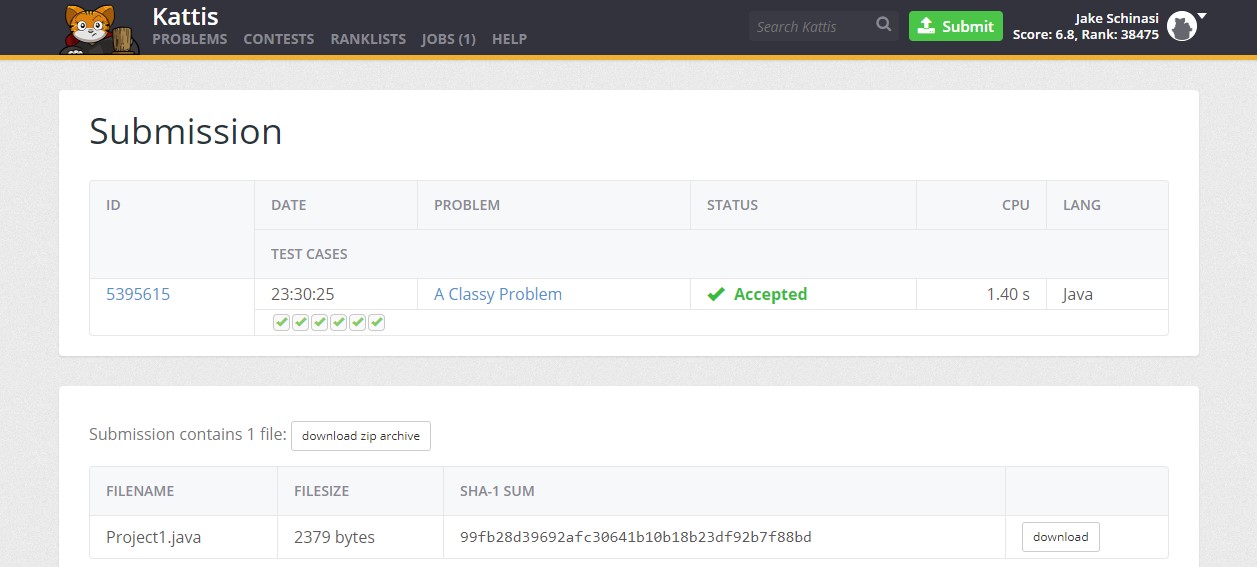 Kattis
PROBLEMS CONTESTS RANKLISTS JOBS (1) HELP
Search Kattis
Submit
Jake Schinasi
Score: 6.8, Rank: 38475
Submission
ID DATE PROBLEM STATUS CPU LANG
TEST CASES
5395615 23:30:25 A Classy Problem Accepted 1.40 s Java
Submission contains 1 file: download zip archive
FILENAME FILESIZE SHA-1 SUM
Project1.java 2379 bytes 99fb28d39692afc30641b10b18b23df92b7f88bd download